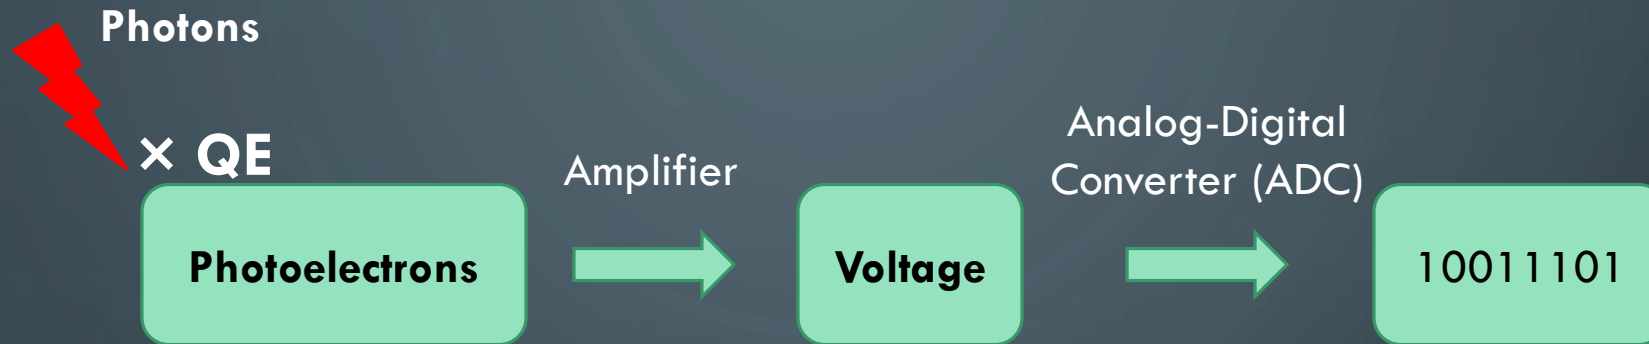 Photons
× QE
Photoelectrons
Amplifier
Voltage
Analog-Digital
Converter (ADC)
10011101